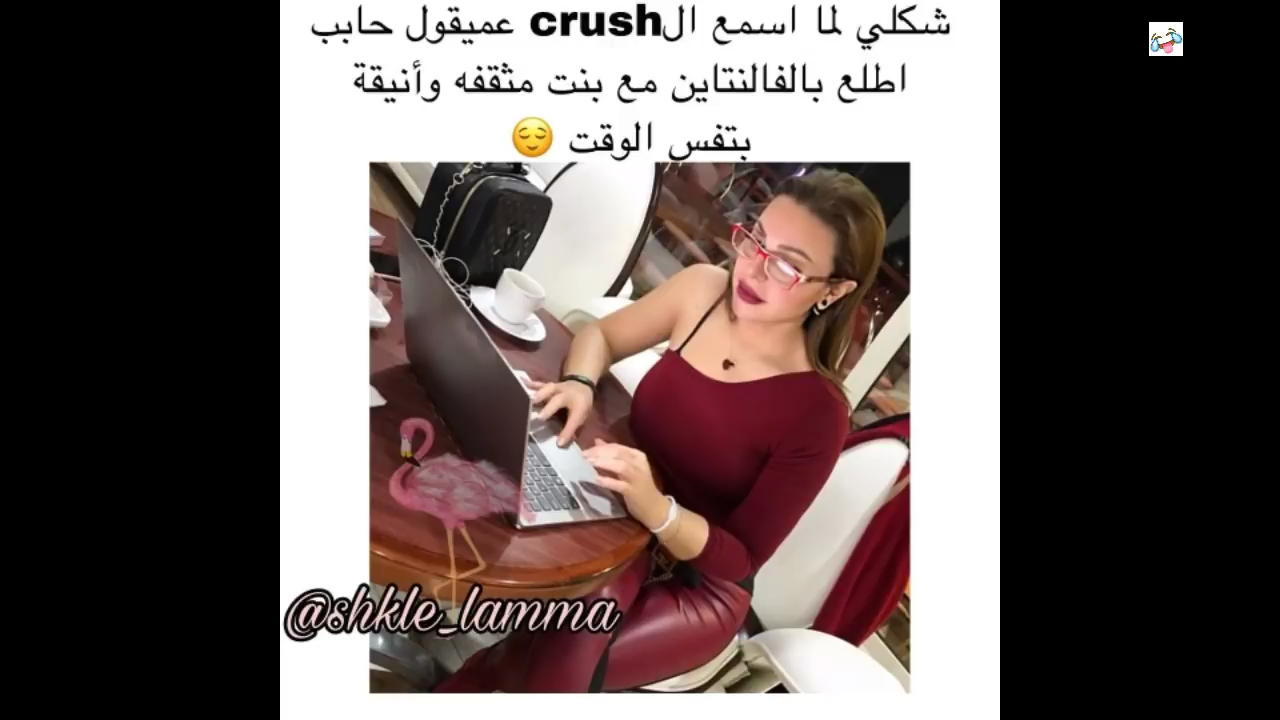 شكلي لما اسمع الcrush عميقول حابب
اطلع بالفالنتاين مع بنت مثقفه وأنيقة
بتفس الوقت 😌
@shkle_lamma